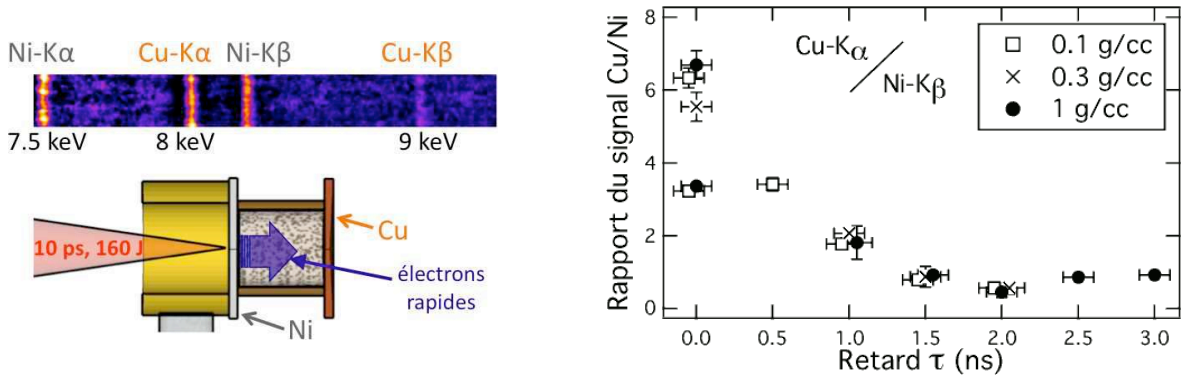 Ni-Kα Cu-Kα Ni-Kβ Cu-Kβ
7.5 keV 8 keV 9 keV
10 ps, 160 J
Cu
électrons
rapides
Ni
Rapport du signal Cu/Ni
8
6
4
2
0
Cu-Kα
Ni-Kβ
0.1 g/cc
0.3 g/cc
1 g/cc
0.0 0.5 1.0 1.5 2.0 2.5 3.0
Retard τ (ns)